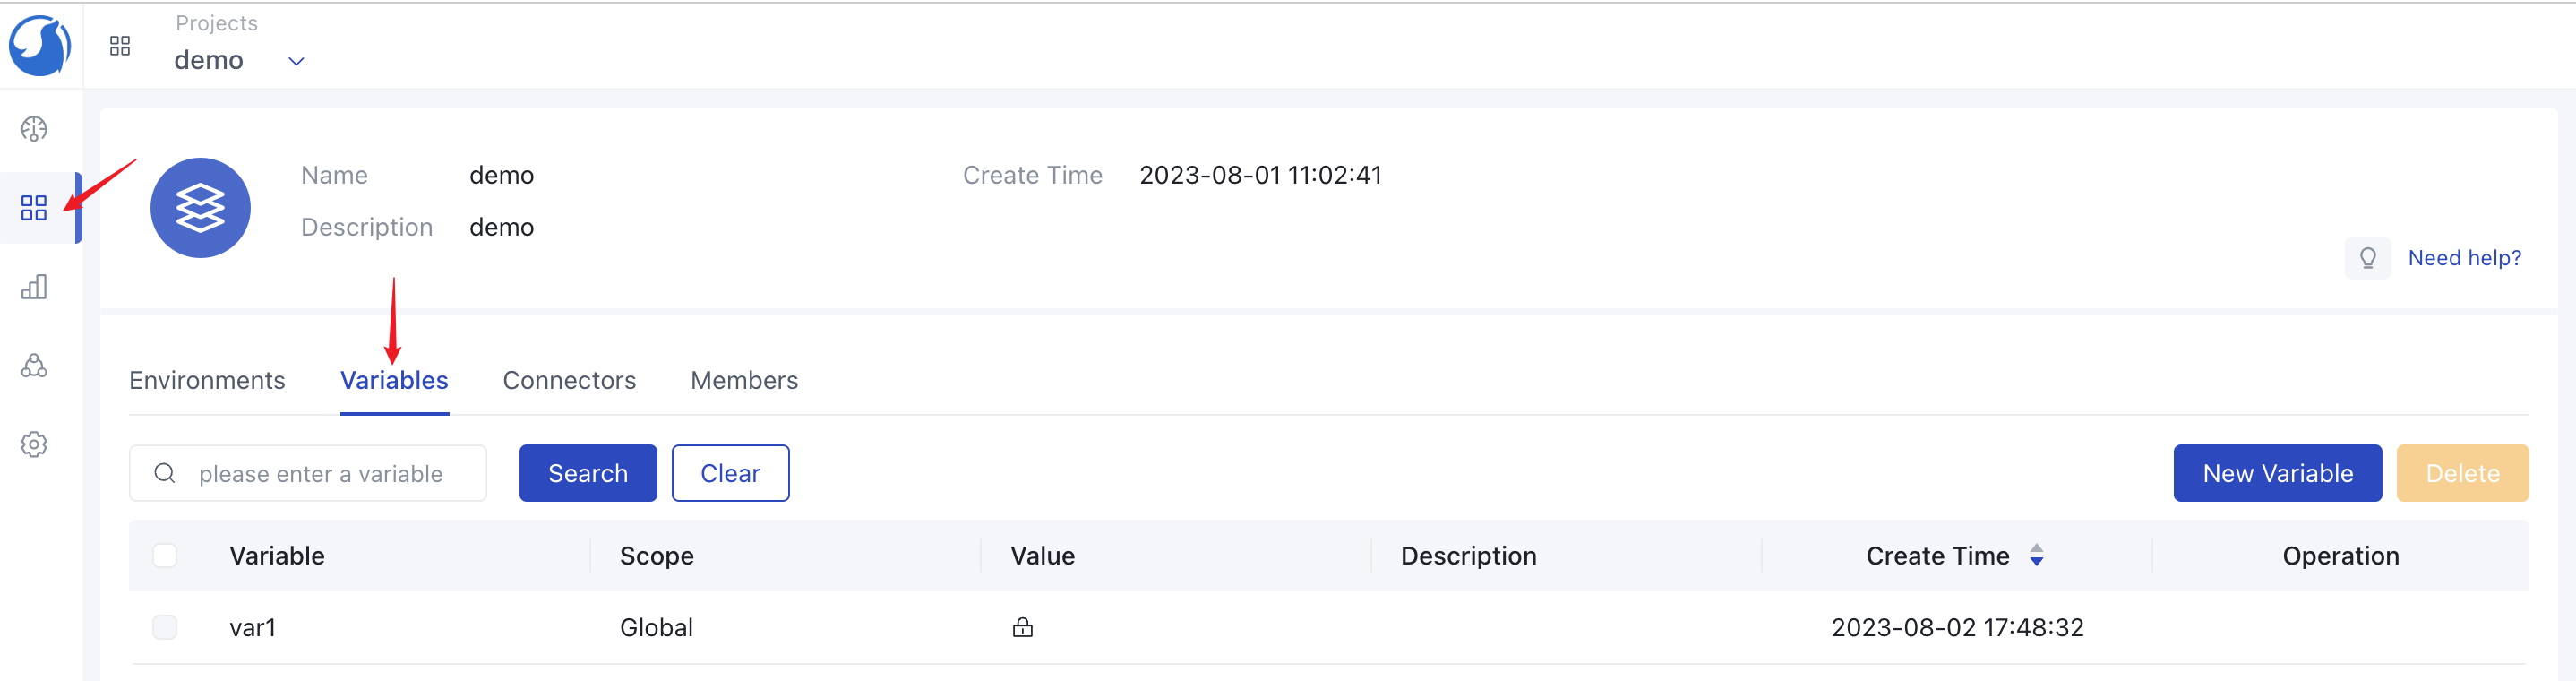 Projects
demo
Name demo
Create Time 2023-08-01 11:02:41
Description demo
Need help?
Environments Variables Connectors Members
please enter a variable Search Clear New Variable Delete
Variable Scope Value Description Create Time Operation
var1 Global 2023-08-02 17:48:32